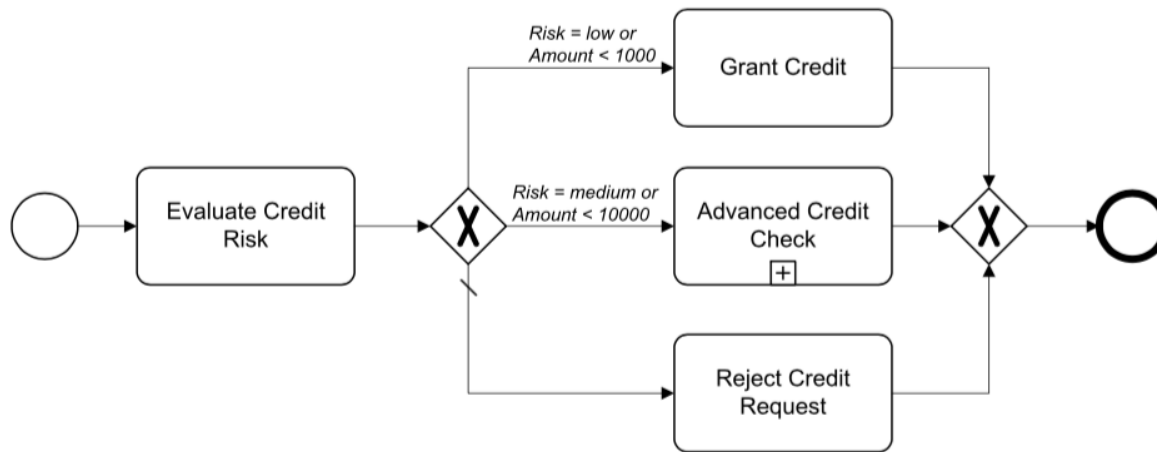 Risk = low or
Amount < 1000
Grant Credit
Evaluate Credit
Risk
X
Risk = medium or
Amount < 10000
Advanced Credit
Check
+
X
Reject Credit
Request